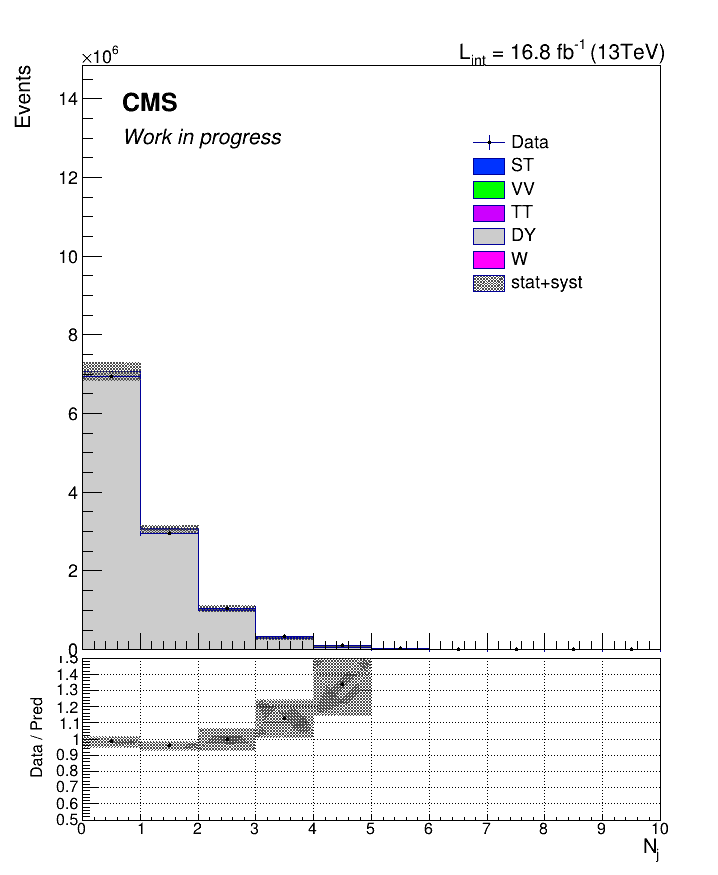 ×10⁶
L_int = 16.8 fb⁻¹ (13TeV)
Events
CMS
Work in progress
14
12
10
8
6
4
2
0
Data
ST
VV
TT
DY
W
stat+syst
Data / Pred
1.5
1.4
1.3
1.2
1.1
1
0.9
0.8
0.7
0.6
0.5
0 1 2 3 4 5 6 7 8 9 10
N_j